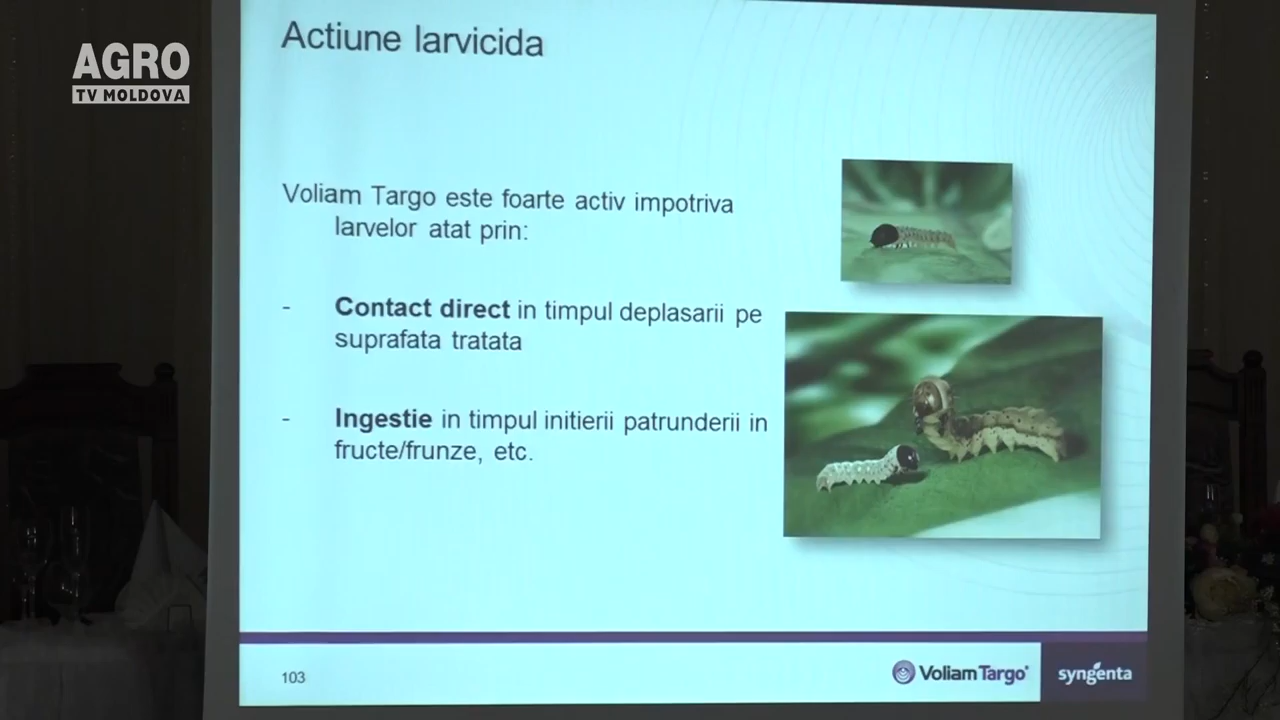 Actiune larvicida
AGRO
TV MOLDOVA
Voliam Targo este foarte activ impotriva
larvelor atat prin:
- Contact direct in timpul deplasarii pe
suprafata tratata
- Ingestie in timpul initierii patrunderii in
fructe/frunze, etc.
103
VoliamTargo
syngenta